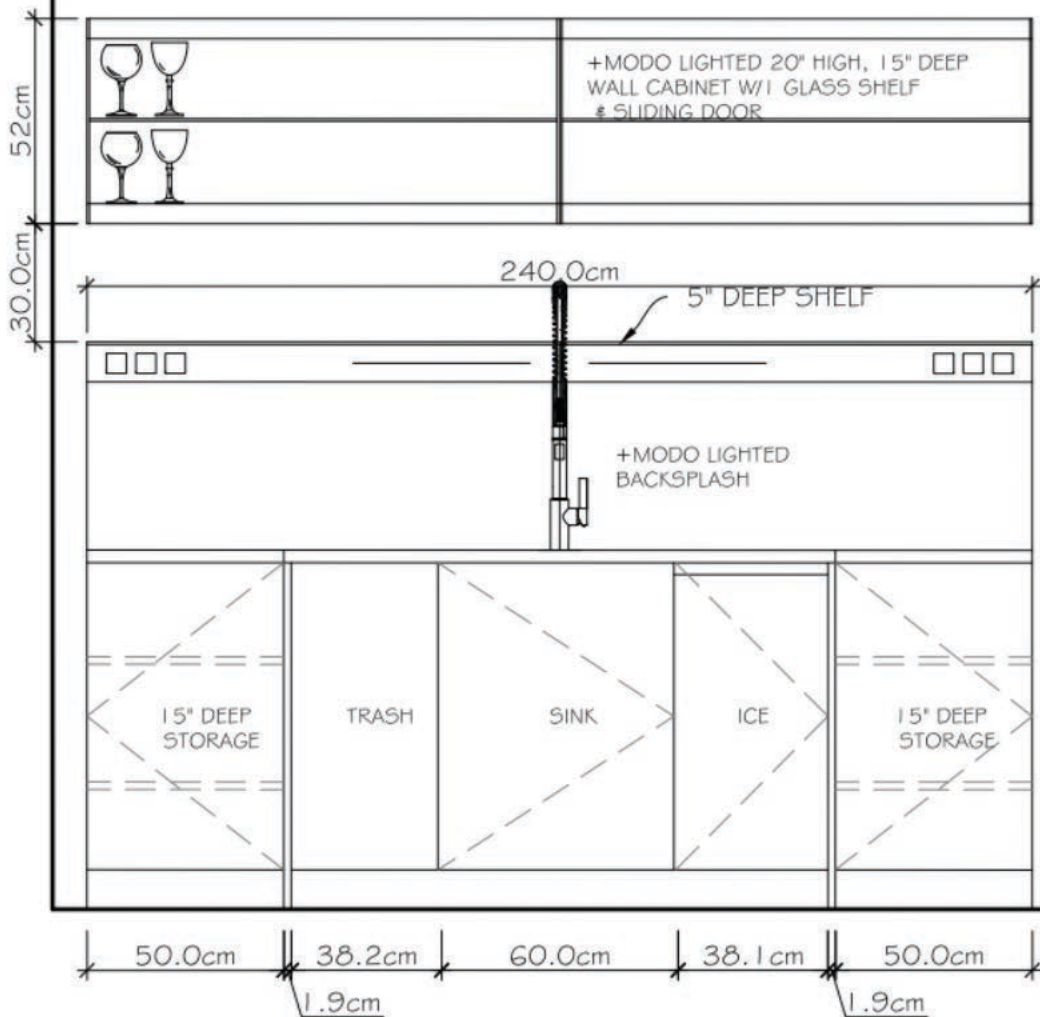 52cm
+MODO LIGHTED 20" HIGH, 15" DEEP
WALL CABINET W/1 GLASS SHELF
& SLIDING DOOR
30.0cm
240.0cm
5" DEEP SHELF
+MODO LIGHTED
BACKSPLASH
15" DEEP
STORAGE
TRASH
SINK
ICE
15" DEEP
STORAGE
50.0cm
38.2cm
60.0cm
38.1cm
50.0cm
1.9cm
1.9cm